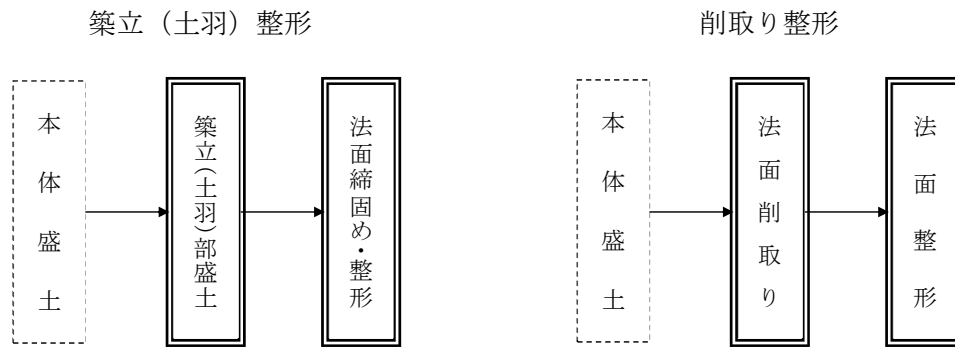 築立（土羽）整形
本体盛土
築立(土羽)部盛土
法面締固め・整形
削取り整形
本体盛土
法面削取り
法面整形